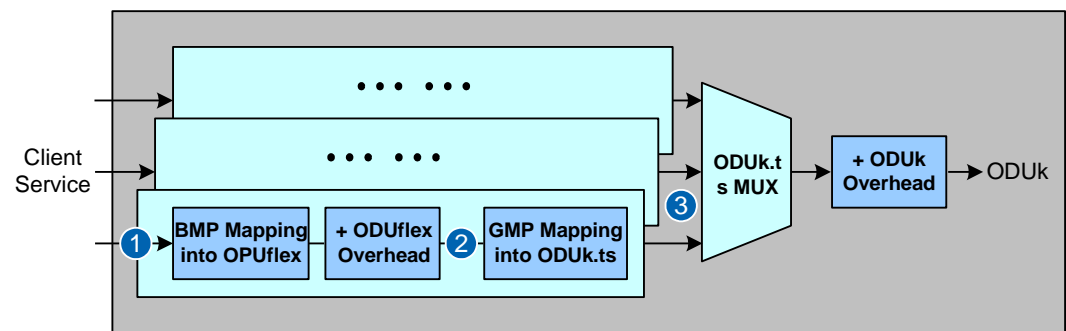 ••• •••
••• •••
Client
Service
1
BMP Mapping
into OPUflex
+ ODUflex
Overhead
2
GMP Mapping
into ODUk.ts
3
ODUk.t
s MUX
+ ODUk
Overhead
ODUk